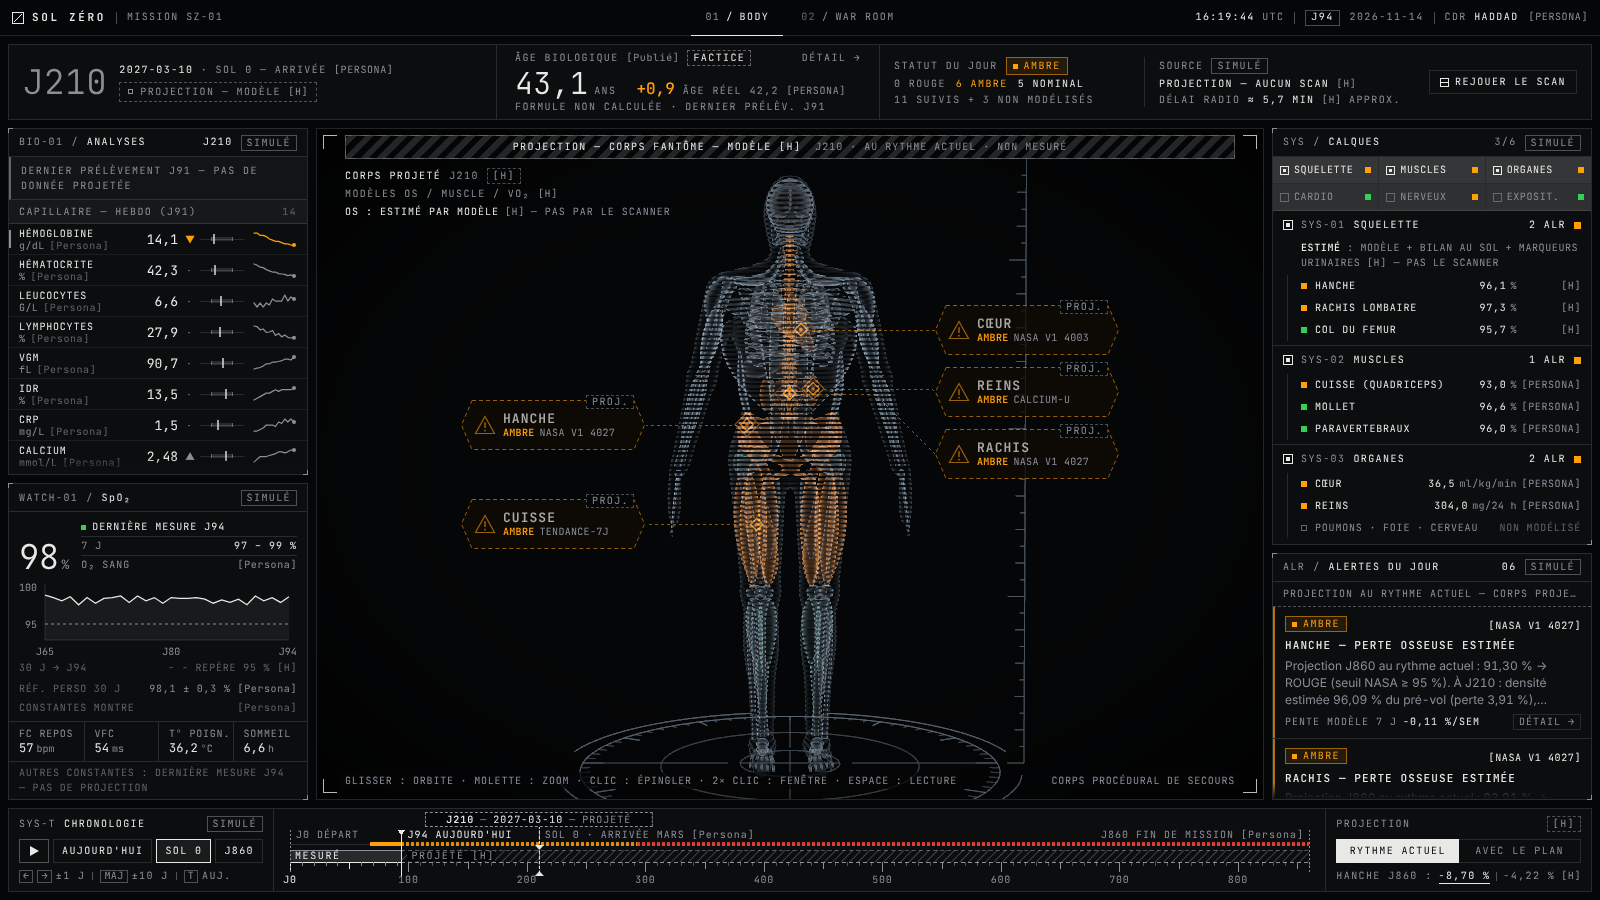 SOL ZÉRO | MISSION SZ-01
01 / BODY
02 / WAR ROOM
16:19:44 UTC | J94 2026-11-14 | CDR HADDAD [PERSONA]
J210
2027-03-10 · SOL 0 — ARRIVÉE [PERSONA]
PROJECTION — MODÈLE [H]
ÂGE BIOLOGIQUE [Publié] FACTICE DÉTAIL →
43,1 ANS +0,9 ÂGE RÉEL 42,2 [PERSONA]
FORMULE NON CALCULÉE · DERNIER PRÉLÈV. J91
STATUT DU JOUR AMBRE
0 ROUGE 6 AMBRE 5 NOMINAL
11 SUIVIS + 3 NON MODÉLISÉS
SOURCE SIMULÉ
PROJECTION — AUCUN SCAN [H]
DÉLAI RADIO ≈ 5,7 MIN [H] APPROX.
REJOUER LE SCAN
BIO-01 / ANALYSES J210 SIMULÉ
DERNIER PRÉLÈVEMENT J91 — PAS DE
DONNÉE PROJETÉE
CAPILLAIRE — HEBDO (J91) 14
HÉMOGLOBINE 14,1
g/dL [Persona]
HÉMATOCRITE 42,3
% [Persona]
LEUCOCYTES 6,6
G/L [Persona]
LYMPHOCYTES 27,9
% [Persona]
VGM 90,7
fL [Persona]
IDR 13,5
% [Persona]
CRP 1,5
mg/L [Persona]
CALCIUM 2,48
mmol/L [Persona]
WATCH-01 / SpO₂ SIMULÉ
98 %
DERNIÈRE MESURE J94
7 J 97 – 99 %
O₂ SANG [Persona]
100
95
J65 J80 J94
30 J → J94 - - REPÈRE 95 % [H]
RÉF. PERSO 30 J 98,1 ± 0,3 % [Persona]
CONSTANTES MONTRE [Persona]
FC REPOS VFC T° POIGN. SOMMEIL
57 bpm 54 ms 36,2 °C 6,6 h
AUTRES CONSTANTES : DERNIÈRE MESURE J94
— PAS DE PROJECTION
PROJECTION — CORPS FANTÔME — MODÈLE [H] J210 · AU RYTHME ACTUEL · NON MESURÉ
CORPS PROJETÉ J210 [H]
MODÈLES OS / MUSCLE / VO₂ [H]
OS : ESTIMÉ PAR MODÈLE [H] — PAS PAR LE SCANNER
PROJ.
CŒUR
AMBRE NASA V1 4003
PROJ.
REINS
AMBRE CALCIUM-U
PROJ.
RACHIS
AMBRE NASA V1 4027
PROJ.
HANCHE
AMBRE NASA V1 4027
PROJ.
CUISSE
AMBRE TENDANCE-7J
GLISSER : ORBITE · MOLETTE : ZOOM · CLIC : ÉPINGLER · 2× CLIC : FENÊTRE · ESPACE : LECTURE
CORPS PROCÉDURAL DE SECOURS
SYS / CALQUES 3/6 SIMULÉ
SQUELETTE MUSCLES ORGANES
CARDIO NERVEUX EXPOSIT.
SYS-01 SQUELETTE 2 ALR
ESTIMÉ : MODÈLE + BILAN AU SOL + MARQUEURS
URINAIRES [H] — PAS LE SCANNER
HANCHE 96,1 % [H]
RACHIS LOMBAIRE 97,3 % [H]
COL DU FEMUR 95,7 % [H]
SYS-02 MUSCLES 1 ALR
CUISSE (QUADRICEPS) 93,0 % [PERSONA]
MOLLET 96,6 % [PERSONA]
PARAVERTEBRAUX 96,0 % [PERSONA]
SYS-03 ORGANES 2 ALR
CŒUR 36,5 ml/kg/min [PERSONA]
REINS 304,0 mg/24 h [PERSONA]
POUMONS · FOIE · CERVEAU NON MODÉLISÉ
ALR / ALERTES DU JOUR 06 SIMULÉ
PROJECTION AU RYTHME ACTUEL — CORPS PROJE…
AMBRE [NASA V1 4027]
HANCHE — PERTE OSSEUSE ESTIMÉE
Projection J860 au rythme actuel : 91,30 % →
ROUGE (seuil NASA ≥ 95 %). À J210 : densité
estimée 96,09 % du pré-vol (perte 3,91 %),…
PENTE MODÈLE 7 J -0,11 %/SEM DÉTAIL →
AMBRE [NASA V1 4027]
RACHIS — PERTE OSSEUSE ESTIMÉE
SYS-T CHRONOLOGIE SIMULÉ
AUJOURD'HUI SOL 0 J860
← → ±1 J | MAJ ±10 J | T AUJ.
J210 — 2027-03-10 — PROJETÉ
J0 DÉPART J94 AUJOURD'HUI SOL 0 · ARRIVÉE MARS [Persona] J860 FIN DE MISSION [Persona]
MESURÉ PROJETÉ [H]
J0 100 200 300 400 500 600 700 800
PROJECTION [H]
RYTHME ACTUEL AVEC LE PLAN
HANCHE J860 : -8,70 % | -4,22 % [H]